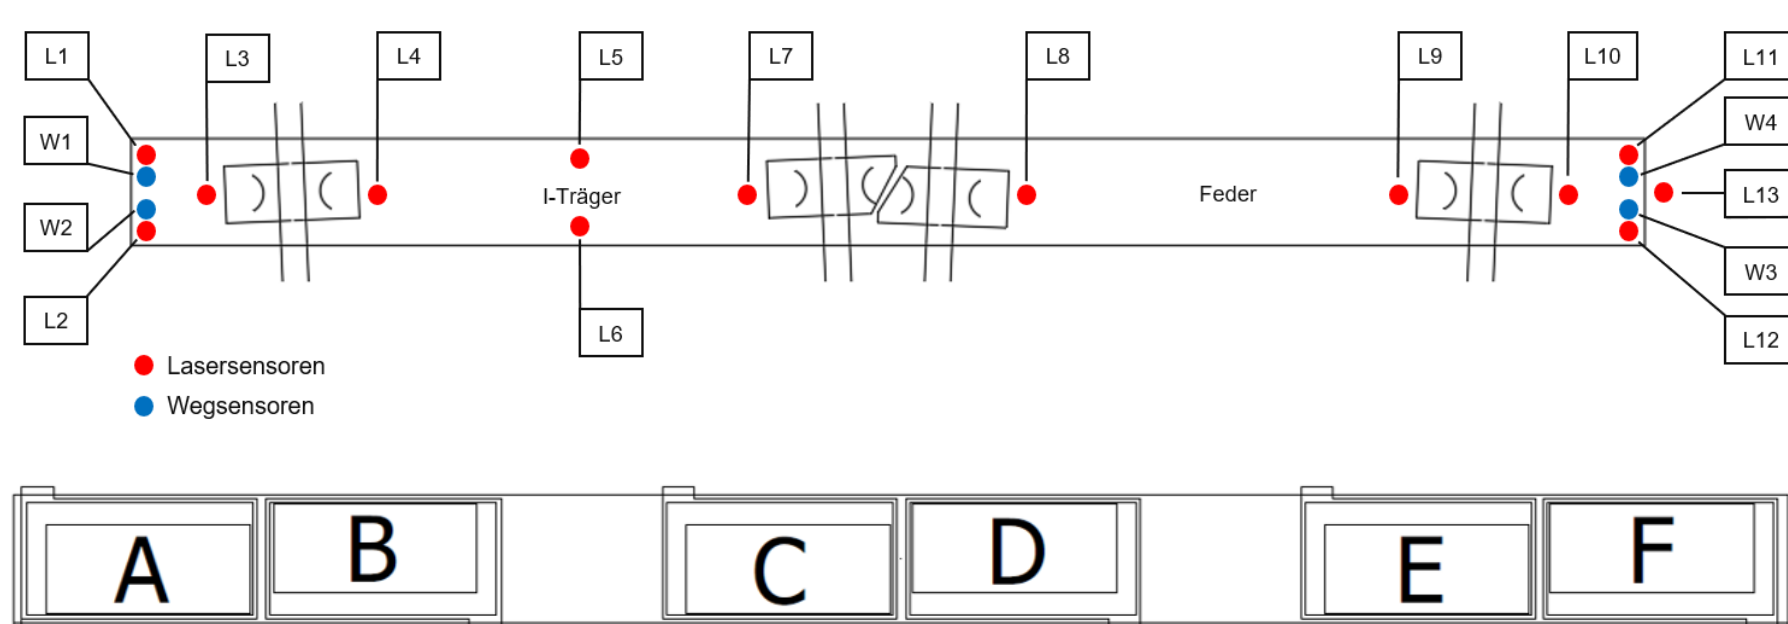 L1
L3
L4
L5
L7
L8
L9
L10
L11
W1
W4
I-Träger
Feder
L13
W2
W3
L2
L6
L12
Lasersensoren
Wegsensoren
A
B
C
D
E
F